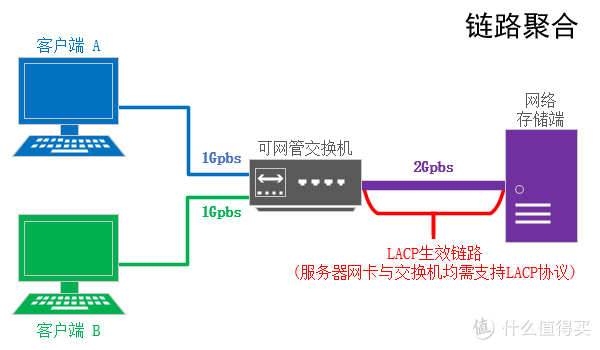 链路聚合
客户端 A
网络
存储端
可网管交换机
1Gpbs
2Gpbs
1Gpbs
LACP生效链路
(服务器网卡与交换机均需支持LACP协议)
客户端 B
值 什么值得买